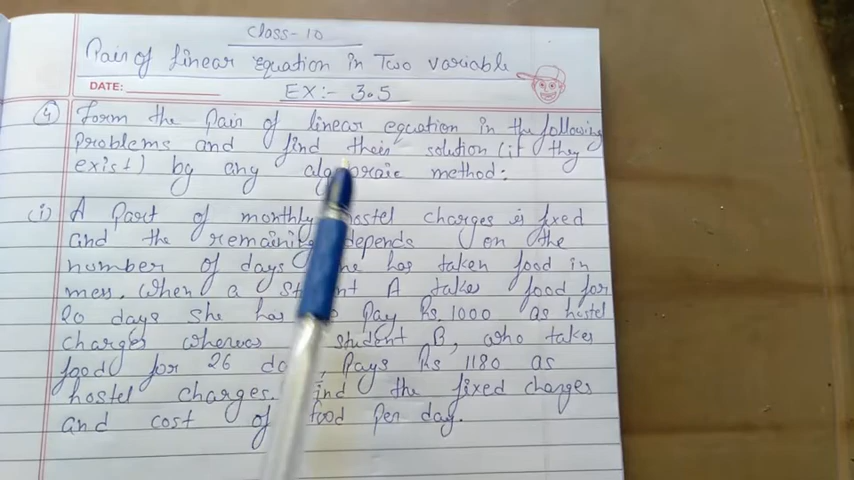 Class-10
Pair of Linear Equation in Two variable
DATE:
EX:- 3.5
(4) Form the Pair of linear equation in the following
Problems and find their solution (if they
exist) by any algebraic method:
(i) A Part of monthly hostel charges is fixed
and the remaining depends on the
number of days one has taken food in
mess. When a student A takes food for
20 days she has to Pay Rs. 1000 as hostel
charges whereas student B, who takes
food for 26 Pays Rs 1180 as
hostel charges. the fixed charges
and cost of food Per day.